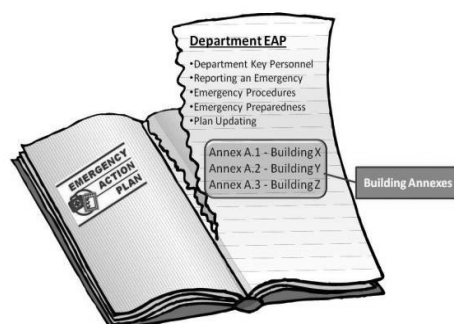 Department EAP
•Department Key Personnel
•Reporting an Emergency
•Emergency Procedures
•Emergency Preparedness
•Plan Updating
Annex A.1 - Building X
Annex A.2 - Building Y
Annex A.3 - Building Z
Building Annexes
EMERGENCY
ACTION
PLAN